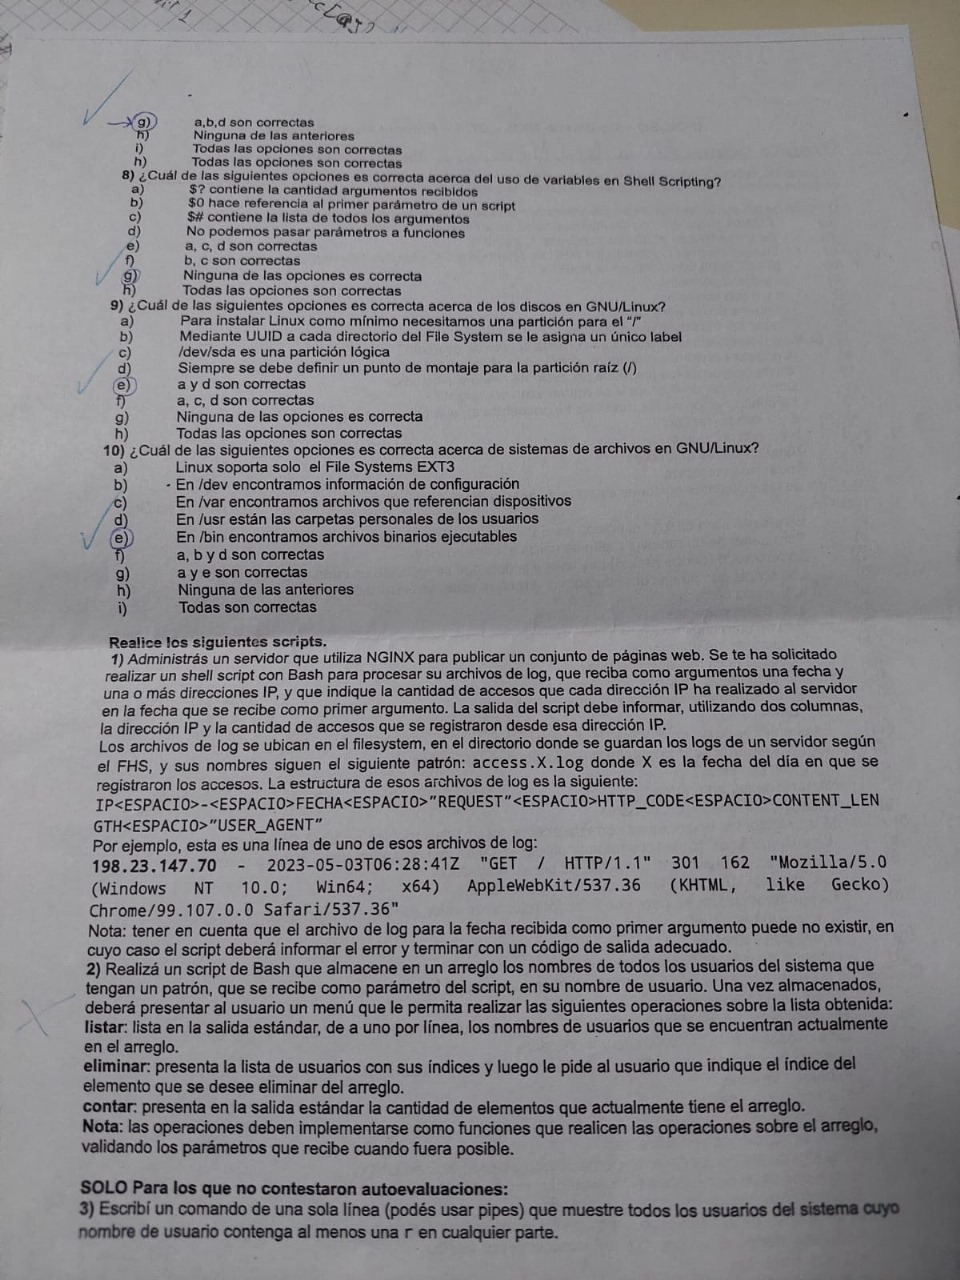 g) a,b,d son correctas
h) Ninguna de las anteriores
i) Todas las opciones son correctas
h) Todas las opciones son correctas
8) ¿Cuál de las siguientes opciones es correcta acerca del uso de variables en Shell Scripting?
a) $? contiene la cantidad argumentos recibidos
b) $0 hace referencia al primer parámetro de un script
c) $# contiene la lista de todos los argumentos
d) No podemos pasar parámetros a funciones
e) a, c, d son correctas
f) b, c son correctas
g) Ninguna de las opciones es correcta
h) Todas las opciones son correctas
9) ¿Cuál de las siguientes opciones es correcta acerca de los discos en GNU/Linux?
a) Para instalar Linux como mínimo necesitamos una partición para el "/"
b) Mediante UUID a cada directorio del File System se le asigna un único label
c) /dev/sda es una partición lógica
d) Siempre se debe definir un punto de montaje para la partición raíz (/)
e) a y d son correctas
f) a, c, d son correctas
g) Ninguna de las opciones es correcta
h) Todas las opciones son correctas
10) ¿Cuál de las siguientes opciones es correcta acerca de sistemas de archivos en GNU/Linux?
a) Linux soporta solo el File Systems EXT3
b) En /dev encontramos información de configuración
c) En /var encontramos archivos que referencian dispositivos
d) En /usr están las carpetas personales de los usuarios
e) En /bin encontramos archivos binarios ejecutables
f) a, b y d son correctas
g) a y e son correctas
h) Ninguna de las anteriores
i) Todas son correctas
Realice los siguientes scripts.
1) Administrás un servidor que utiliza NGINX para publicar un conjunto de páginas web. Se te ha solicitado
realizar un shell script con Bash para procesar su archivos de log, que reciba como argumentos una fecha y
una o más direcciones IP, y que indique la cantidad de accesos que cada dirección IP ha realizado al servidor
en la fecha que se recibe como primer argumento. La salida del script debe informar, utilizando dos columnas,
la dirección IP y la cantidad de accesos que se registraron desde esa dirección IP.
Los archivos de log se ubican en el filesystem, en el directorio donde se guardan los logs de un servidor según
el FHS, y sus nombres siguen el siguiente patrón: access.X.log donde X es la fecha del día en que se
registraron los accesos. La estructura de esos archivos de log es la siguiente:
IP<ESPACIO>-<ESPACIO>FECHA<ESPACIO>"REQUEST"<ESPACIO>HTTP_CODE<ESPACIO>CONTENT_LEN
GTH<ESPACIO>"USER_AGENT"
Por ejemplo, esta es una línea de uno de esos archivos de log:
198.23.147.70 - 2023-05-03T06:28:41Z "GET / HTTP/1.1" 301 162 "Mozilla/5.0
(Windows NT 10.0; Win64; x64) AppleWebKit/537.36 (KHTML, like Gecko)
Chrome/99.107.0.0 Safari/537.36"
Nota: tener en cuenta que el archivo de log para la fecha recibida como primer argumento puede no existir, en
cuyo caso el script deberá informar el error y terminar con un código de salida adecuado.
2) Realizá un script de Bash que almacene en un arreglo los nombres de todos los usuarios del sistema que
tengan un patrón, que se recibe como parámetro del script, en su nombre de usuario. Una vez almacenados,
deberá presentar al usuario un menú que le permita realizar las siguientes operaciones sobre la lista obtenida:
listar: lista en la salida estándar, de a uno por línea, los nombres de usuarios que se encuentran actualmente
en el arreglo.
eliminar: presenta la lista de usuarios con sus índices y luego le pide al usuario que indique el índice del
elemento que se desee eliminar del arreglo.
contar: presenta en la salida estándar la cantidad de elementos que actualmente tiene el arreglo.
Nota: las operaciones deben implementarse como funciones que realicen las operaciones sobre el arreglo,
validando los parámetros que recibe cuando fuera posible.
SOLO Para los que no contestaron autoevaluaciones:
3) Escribí un comando de una sola línea (podés usar pipes) que muestre todos los usuarios del sistema cuyo
nombre de usuario contenga al menos una r en cualquier parte.